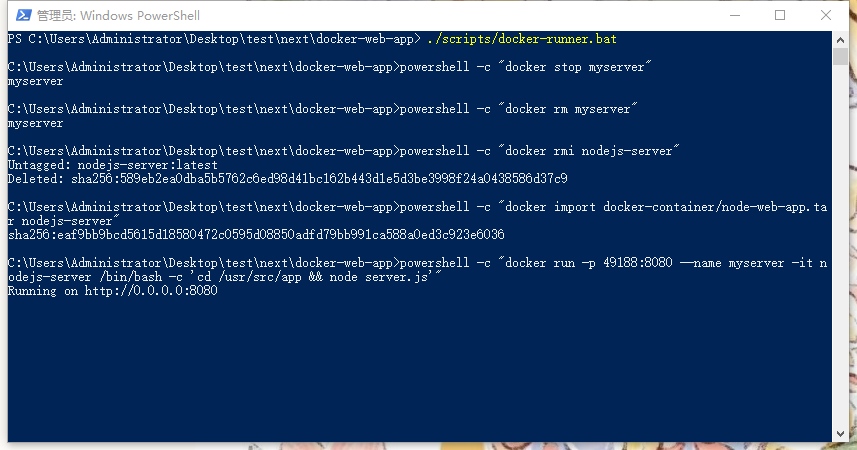 管理员: Windows PowerShell
PS C:\Users\Administrator\Desktop\test\next\docker-web-app> ./scripts/docker-runner.bat
C:\Users\Administrator\Desktop\test\next\docker-web-app>powershell -c "docker stop myserver"
myserver
C:\Users\Administrator\Desktop\test\next\docker-web-app>powershell -c "docker rm myserver"
myserver
C:\Users\Administrator\Desktop\test\next\docker-web-app>powershell -c "docker rmi nodejs-server"
Untagged: nodejs-server:latest
Deleted: sha256:589eb2ea0dba5b5762c6ed98d41bc162b443d1e5d3be3998f24a0438586d37c9
C:\Users\Administrator\Desktop\test\next\docker-web-app>powershell -c "docker import docker-container/node-web-app.ta
r nodejs-server"
sha256:eaf9bb9bcd5615d18580472c0595d08850adfd79bb991ca588a0ed3c923e6036
C:\Users\Administrator\Desktop\test\next\docker-web-app>powershell -c "docker run -p 49188:8080 --name myserver -it n
odejs-server /bin/bash -c 'cd /usr/src/app && node server.js'"
Running on http://0.0.0.0:8080